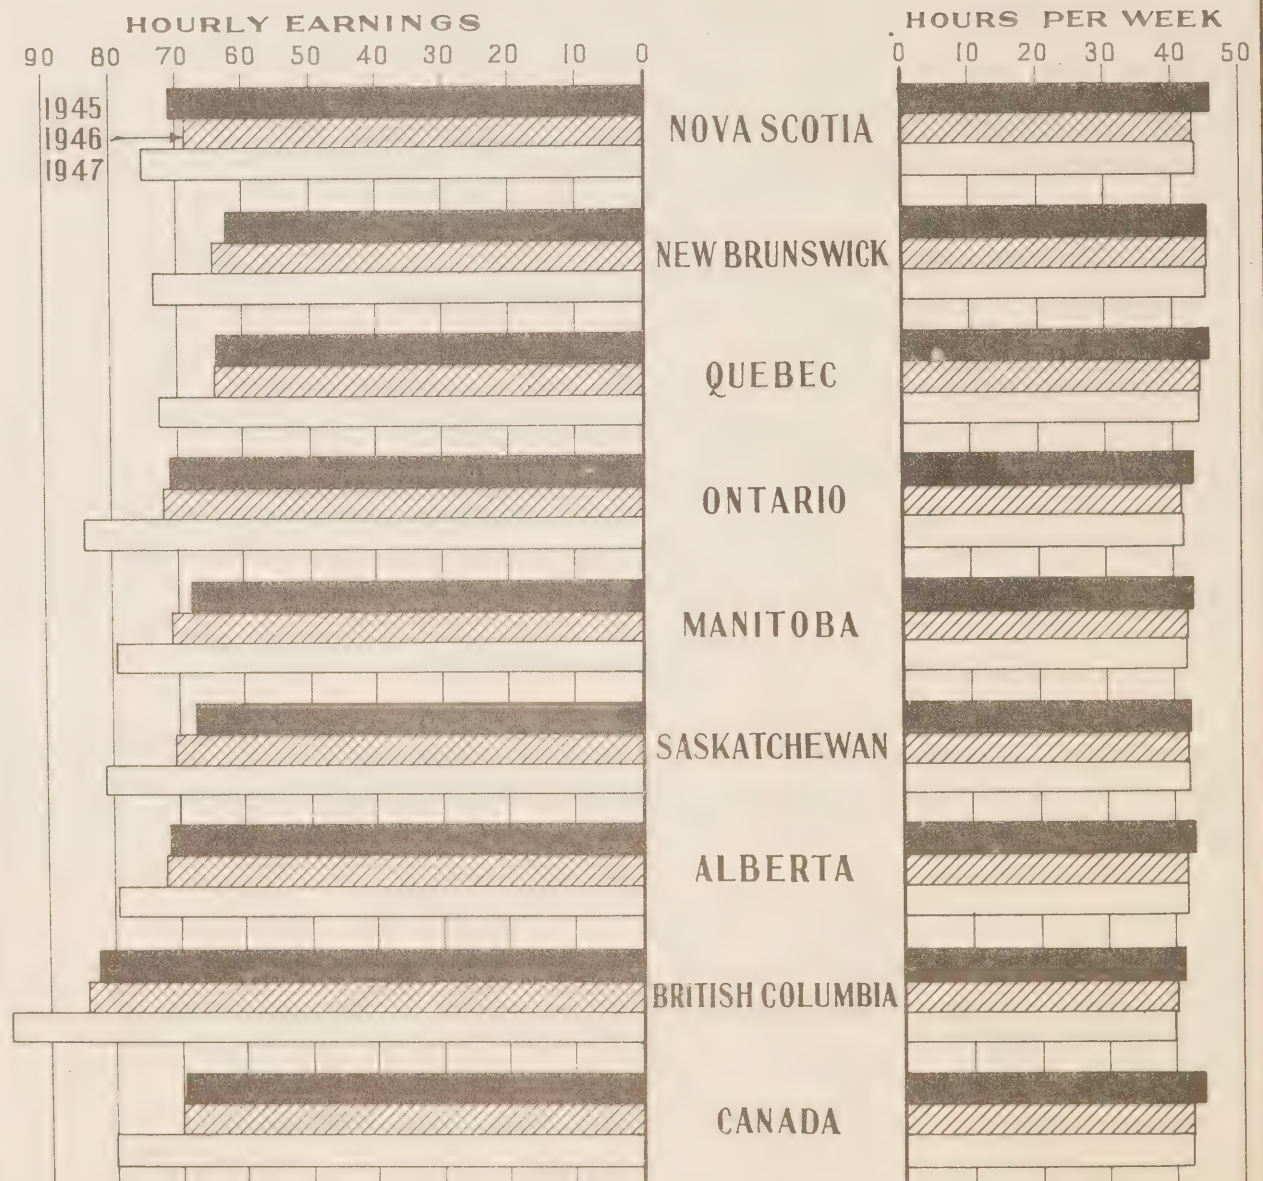 HOURLY EARNINGS
HOURS PER WEEK
90 80 70 60 50 40 30 20 10 0
0 10 20 30 40 50
1945
1946
1947
NOVA SCOTIA
NEW BRUNSWICK
QUEBEC
ONTARIO
MANITOBA
SASKATCHEWAN
ALBERTA
BRITISH COLUMBIA
CANADA